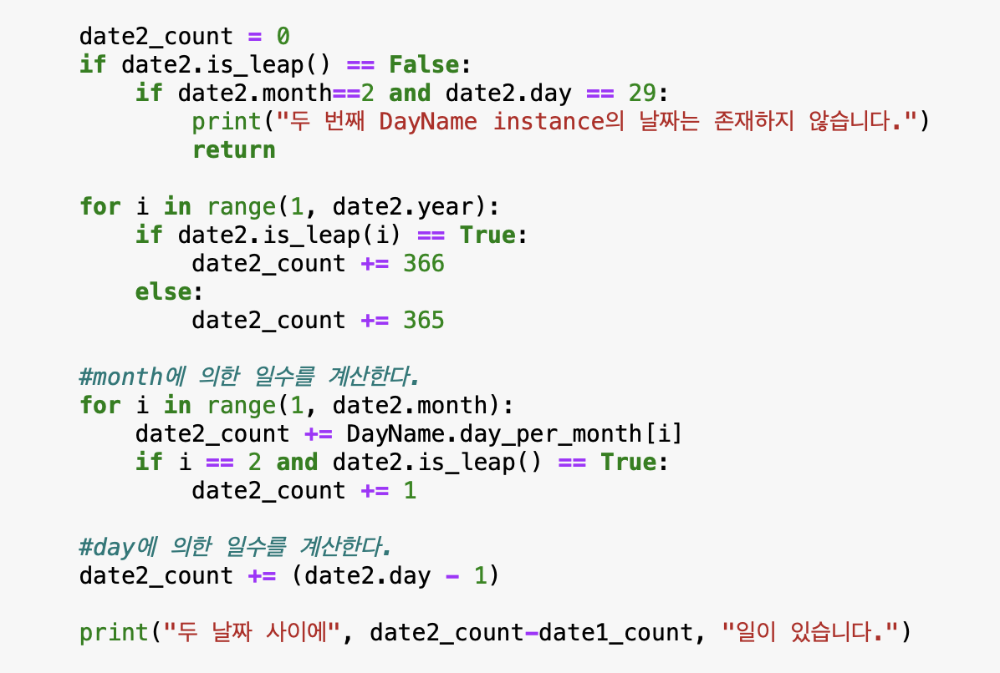 date2_count = 0
if date2.is_leap() == False:
    if date2.month==2 and date2.day == 29:
        print("두 번째 DayName instance의 날짜는 존재하지 않습니다.")
        return

for i in range(1, date2.year):
    if date2.is_leap(i) == True:
        date2_count += 366
    else:
        date2_count += 365

#month에 의한 일수를 계산한다.
for i in range(1, date2.month):
    date2_count += DayName.day_per_month[i]
    if i == 2 and date2.is_leap() == True:
        date2_count += 1

#day에 의한 일수를 계산한다.
date2_count += (date2.day - 1)

print("두 날짜 사이에", date2_count-date1_count, "일이 있습니다.")